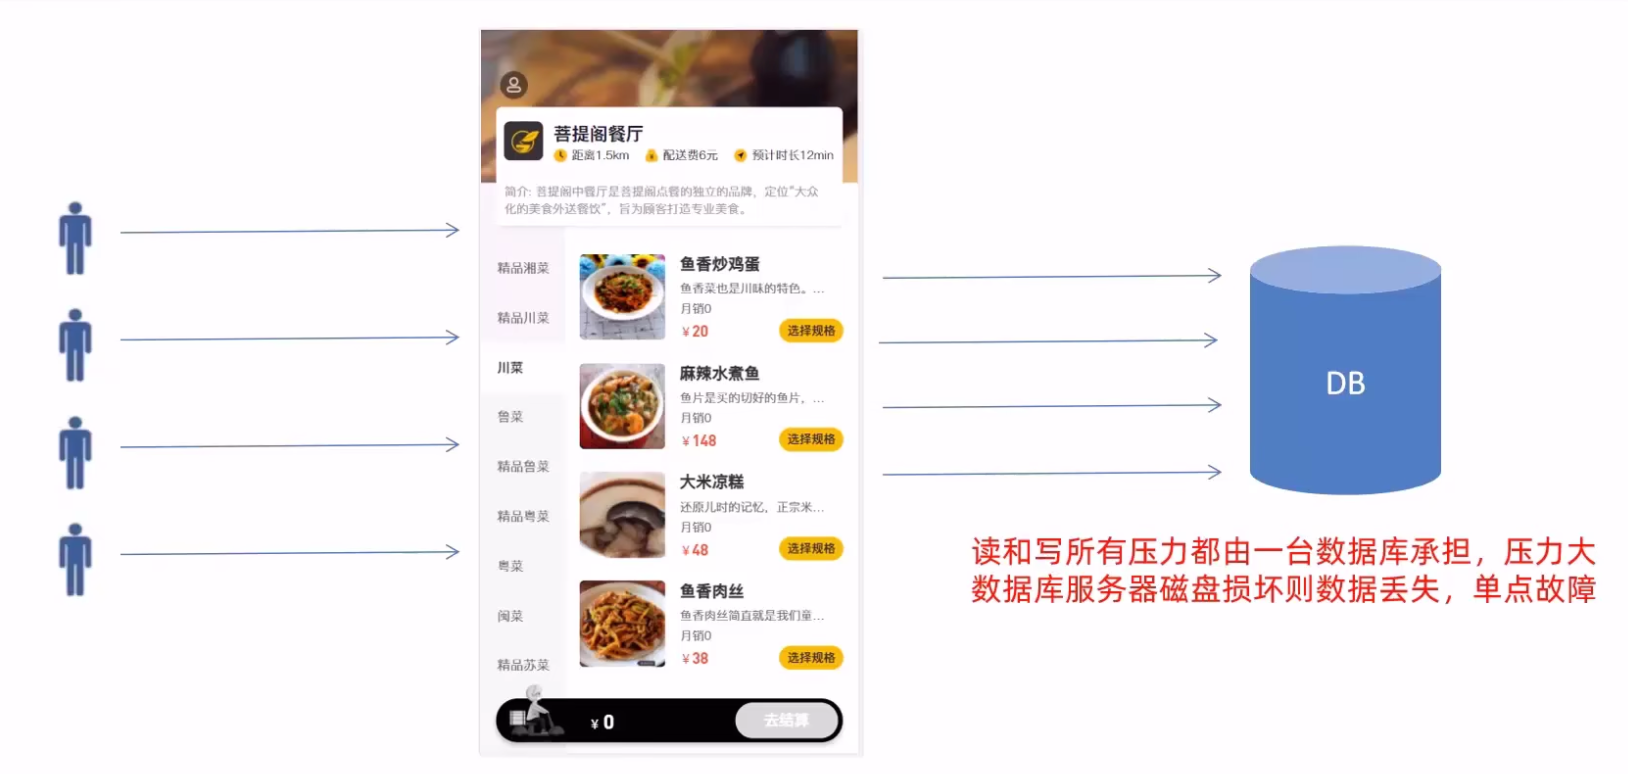 菩提阁餐厅
距离1.5km 配送费6元 预计时长12min
简介: 菩提阁中餐厅是菩提阁点餐的独立的品牌，定位"大众
化的美食外送餐饮"，旨为顾客打造专业美食。
精品湘菜
精品川菜
川菜
鲁菜
精品鲁菜
精品粤菜
粤菜
闽菜
精品苏菜
鱼香炒鸡蛋
鱼香菜也是川味的特色。...
月销0
¥20
选择规格
麻辣水煮鱼
鱼片是买的切好的鱼片，...
月销0
¥148
选择规格
大米凉糕
还原儿时的记忆，正宗米...
月销0
¥48
选择规格
鱼香肉丝
鱼香肉丝简直就是我们童...
月销0
¥38
选择规格
¥0
去结算
DB
读和写所有压力都由一台数据库承担，压力大
数据库服务器磁盘损坏则数据丢失，单点故障